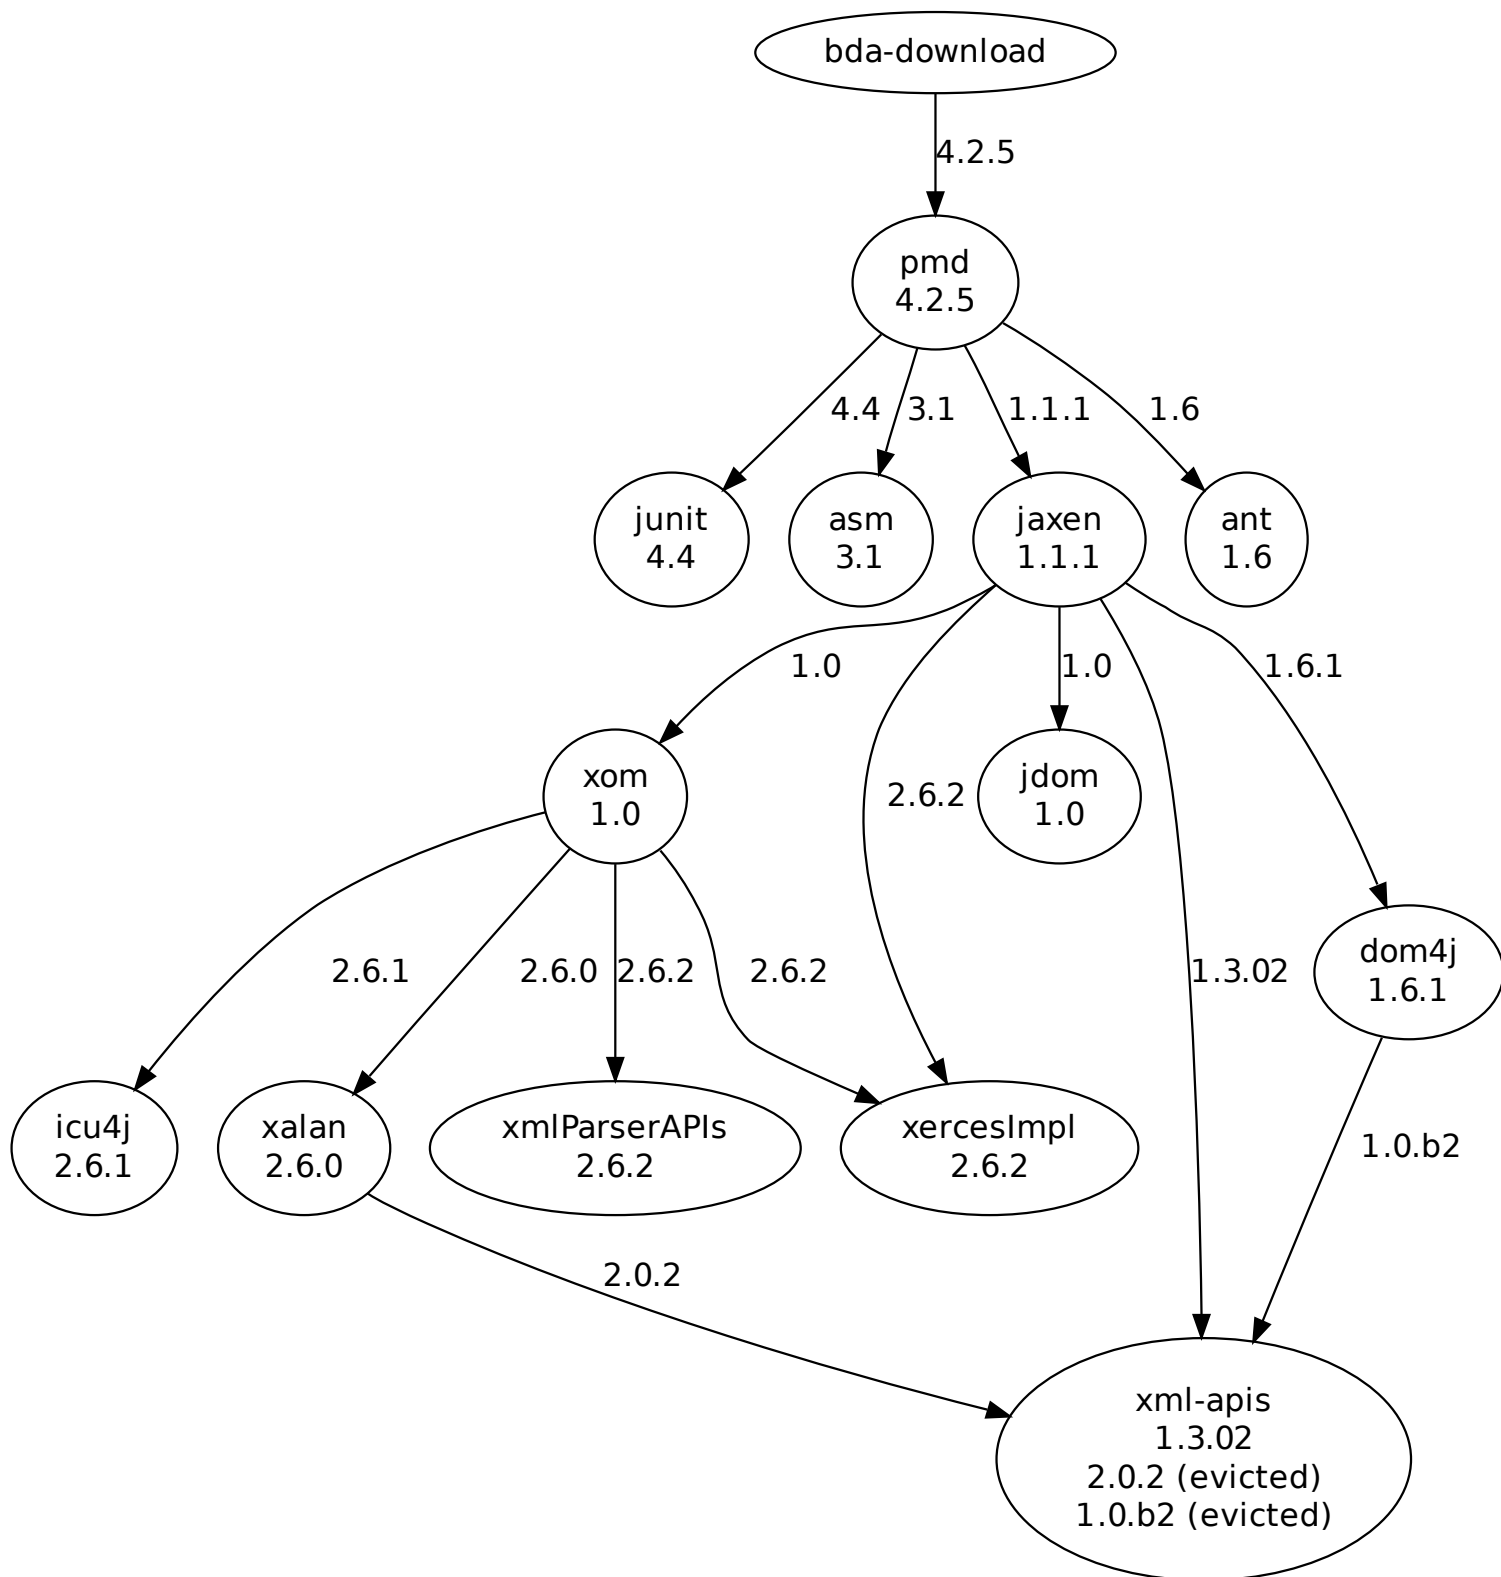 bda-download
4.2.5
pmd
4.2.5
4.4
3.1
1.1.1
1.6
junit
4.4
asm
3.1
jaxen
1.1.1
ant
1.6
1.0
1.0
1.6.1
xom
1.0
2.6.2
jdom
1.0
2.6.1
2.6.0
2.6.2
2.6.2
1.3.02
dom4j
1.6.1
icu4j
2.6.1
xalan
2.6.0
xmlParserAPIs
2.6.2
xercesImpl
2.6.2
1.0.b2
2.0.2
xml-apis
1.3.02
2.0.2 (evicted)
1.0.b2 (evicted)